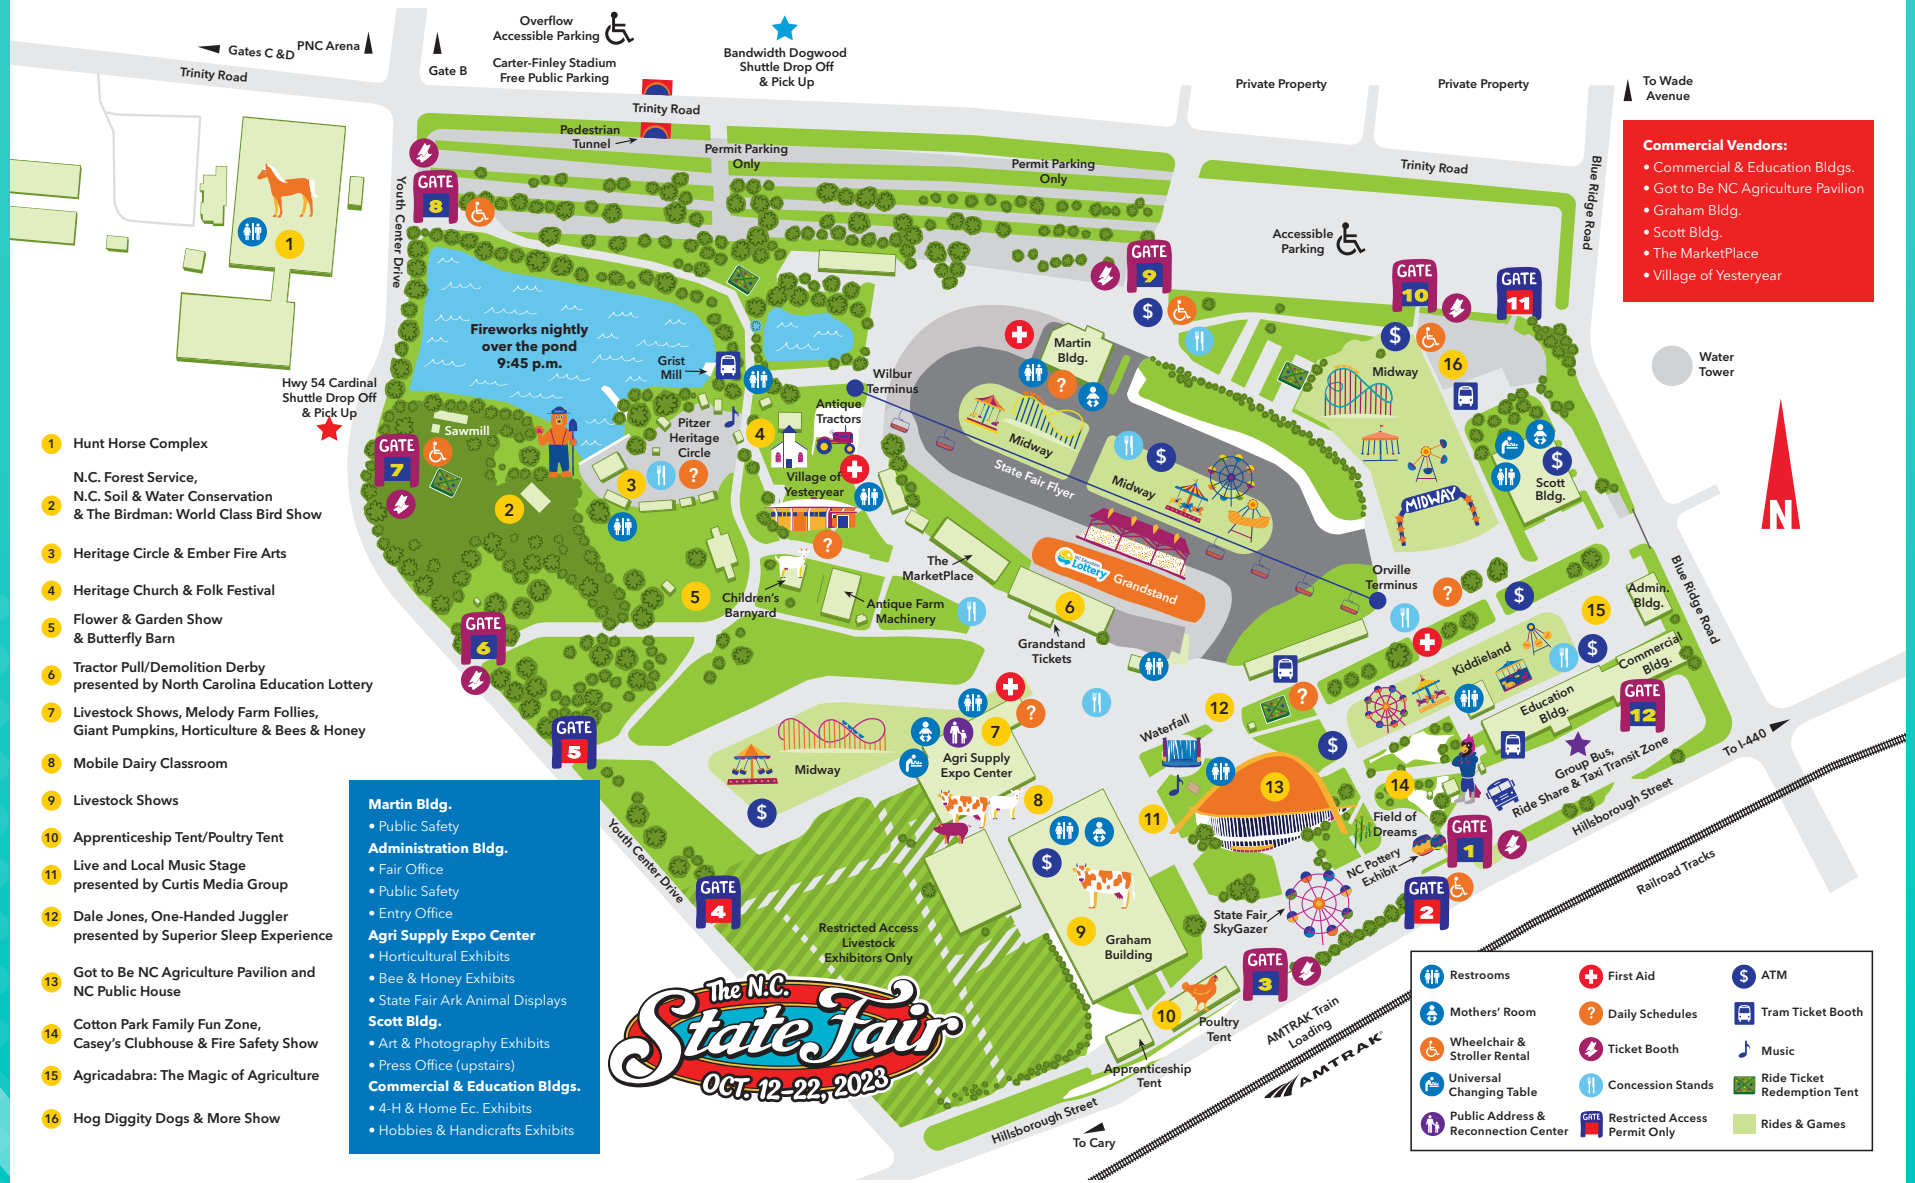 Gates C &D
PNC Arena
Trinity Road
Gate B
Overflow
Accessible Parking
Carter-Finley Stadium
Free Public Parking
Bandwidth Dogwood
Shuttle Drop Off
& Pick Up
Trinity Road
Pedestrian
Tunnel
Permit Parking
Only
Permit Parking
Only
Private Property
Private Property
To Wade
Avenue
Trinity Road
Blue Ridge Road
Commercial Vendors:
• Commercial & Education Bldgs.
• Got to Be NC Agriculture Pavilion
• Graham Bldg.
• Scott Bldg.
• The MarketPlace
• Village of Yesteryear
Water
Tower
N
Youth Center Drive
GATE
8
1
Accessible
Parking
GATE
9
$
GATE
10
$
GATE
11
16
Fireworks nightly
over the pond
9:45 p.m.
Grist
Mill
Hwy 54 Cardinal
Shuttle Drop Off
& Pick Up
GATE
7
Sawmill
2
Pitzer
Heritage
Circle
3
?
4
Wilbur
Terminus
Antique
Tractors
Village of
Yesteryear
?
Martin
Bldg.
?
Midway
State Fair Flyer
Midway
$
Midway
MIDWAY
$
Scott
Bldg.
NC Education
Lottery
Grandstand
Orville
Terminus
?
$
The
MarketPlace
6
Grandstand
Tickets
Children's
Barnyard
Antique Farm
Machinery
5
GATE
6
GATE
5
15
Admin.
Bldg.
Blue Ridge Road
Kiddieland
$
Commercial
Bldg.
Education
Bldg.
GATE
12
To I-440
Group Bus,
Ride Share & Taxi Transit Zone
Hillsborough Street
Railroad Tracks
12
?
Waterfall
$
13
11
14
Field of
Dreams
NC Pottery
Exhibit
GATE
1
GATE
2
State Fair
SkyGazer
GATE
3
Midway
$
7
?
Agri Supply
Expo Center
8
$
9
Graham
Building
10
Poultry
Tent
Apprenticeship
Tent
AMTRAK Train
Loading
AMTRAK
Hillsborough Street
To Cary
Youth Center Drive
GATE
4
Restricted Access
Livestock
Exhibitors Only
The N.C.
State Fair
OCT. 12-22, 2023
1 Hunt Horse Complex
N.C. Forest Service,
2 N.C. Soil & Water Conservation
& The Birdman: World Class Bird Show
3 Heritage Circle & Ember Fire Arts
4 Heritage Church & Folk Festival
5 Flower & Garden Show
& Butterfly Barn
6 Tractor Pull/Demolition Derby
presented by North Carolina Education Lottery
7 Livestock Shows, Melody Farm Follies,
Giant Pumpkins, Horticulture & Bees & Honey
8 Mobile Dairy Classroom
9 Livestock Shows
10 Apprenticeship Tent/Poultry Tent
11 Live and Local Music Stage
presented by Curtis Media Group
12 Dale Jones, One-Handed Juggler
presented by Superior Sleep Experience
13 Got to Be NC Agriculture Pavilion and
NC Public House
14 Cotton Park Family Fun Zone,
Casey's Clubhouse & Fire Safety Show
15 Agricadabra: The Magic of Agriculture
16 Hog Diggity Dogs & More Show
Martin Bldg.
• Public Safety
Administration Bldg.
• Fair Office
• Public Safety
• Entry Office
Agri Supply Expo Center
• Horticultural Exhibits
• Bee & Honey Exhibits
• State Fair Ark Animal Displays
Scott Bldg.
• Art & Photography Exhibits
• Press Office (upstairs)
Commercial & Education Bldgs.
• 4-H & Home Ec. Exhibits
• Hobbies & Handicrafts Exhibits
Restrooms
Mothers' Room
Wheelchair &
Stroller Rental
Universal
Changing Table
Public Address &
Reconnection Center
First Aid
? Daily Schedules
Ticket Booth
Concession Stands
GATE
Restricted Access
Permit Only
$ ATM
Tram Ticket Booth
Music
Ride Ticket
Redemption Tent
Rides & Games